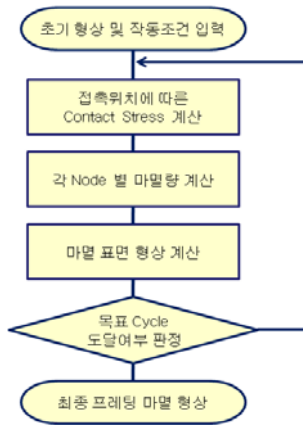 초기 형상 및 작동조건 입력
접촉위치에 따른
Contact Stress 계산
각 Node 별 마멸량 계산
마멸 표면 형상 계산
목표 Cycle
도달여부 판정
최종 프레팅 마멸 형상